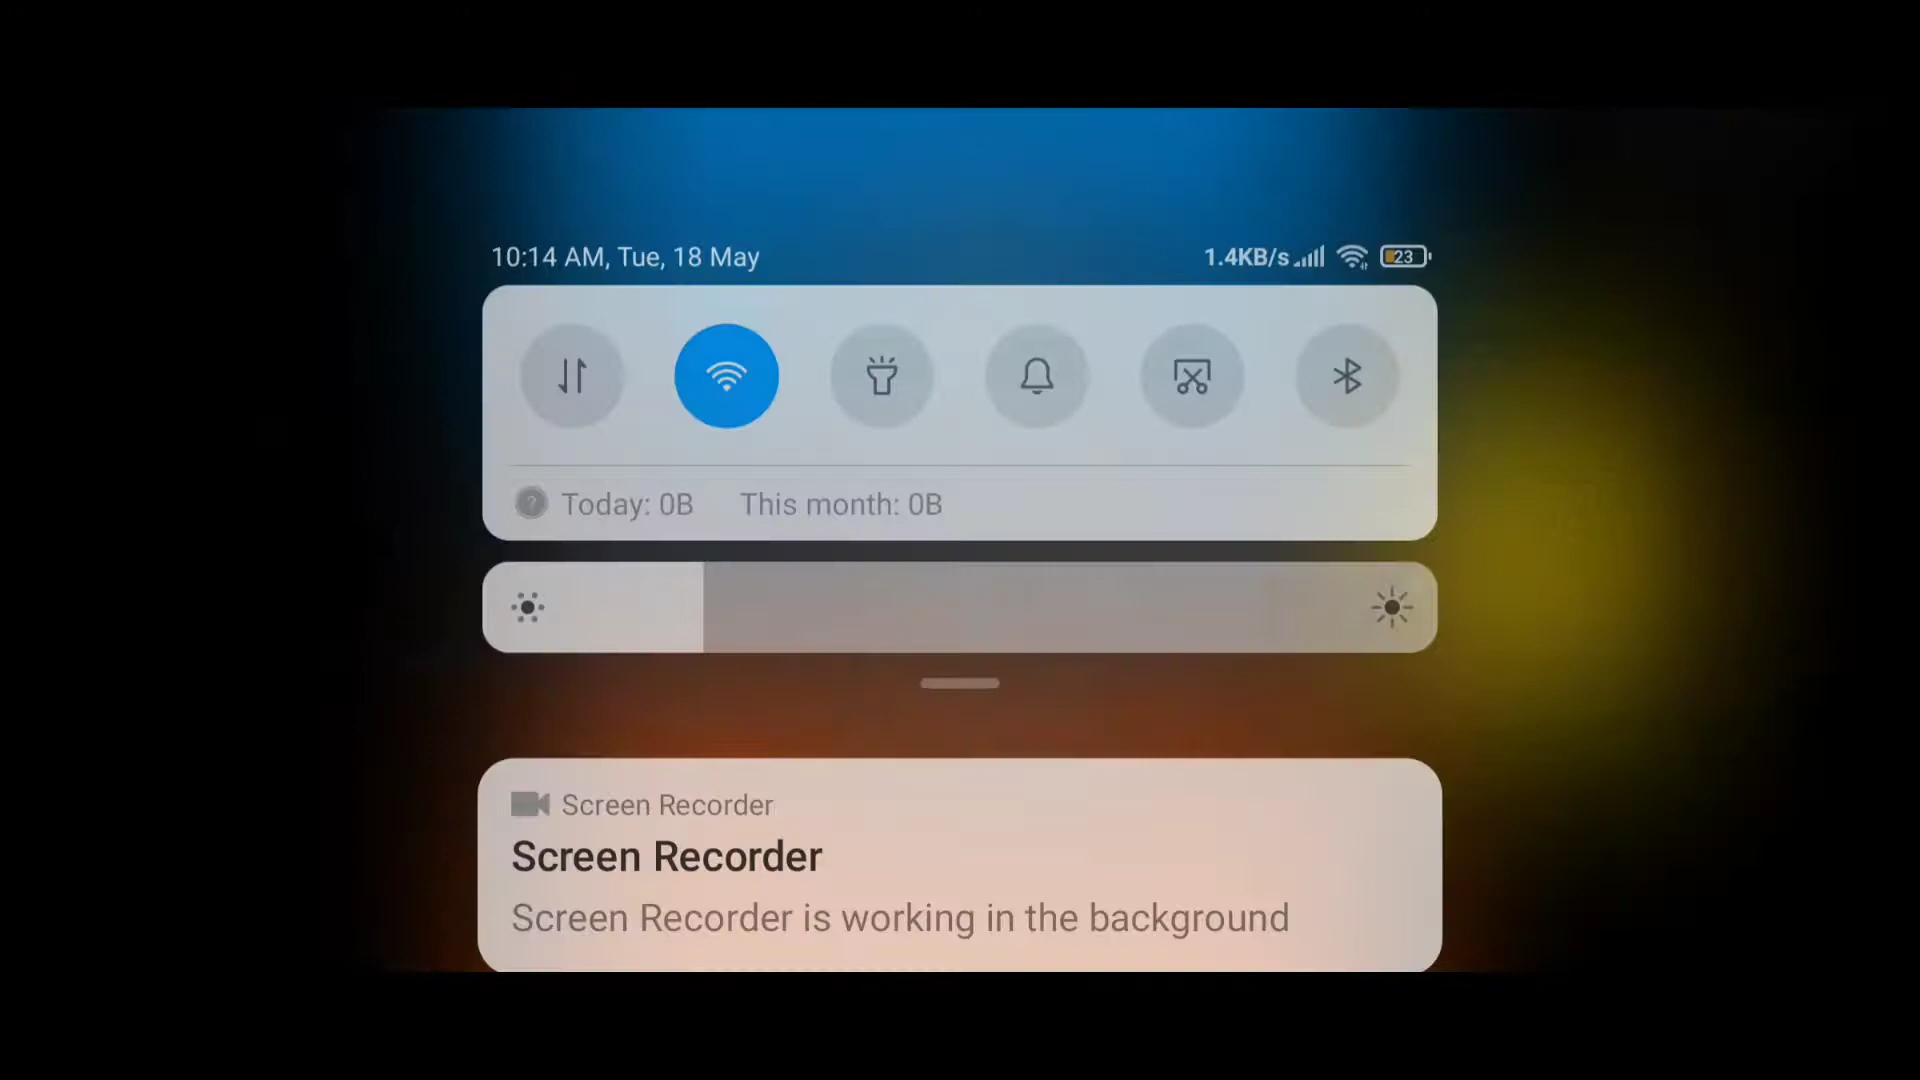 10:14 AM, Tue, 18 May 1.4KB/s 23
Today: 0B This month: 0B
Screen Recorder
Screen Recorder
Screen Recorder is working in the background